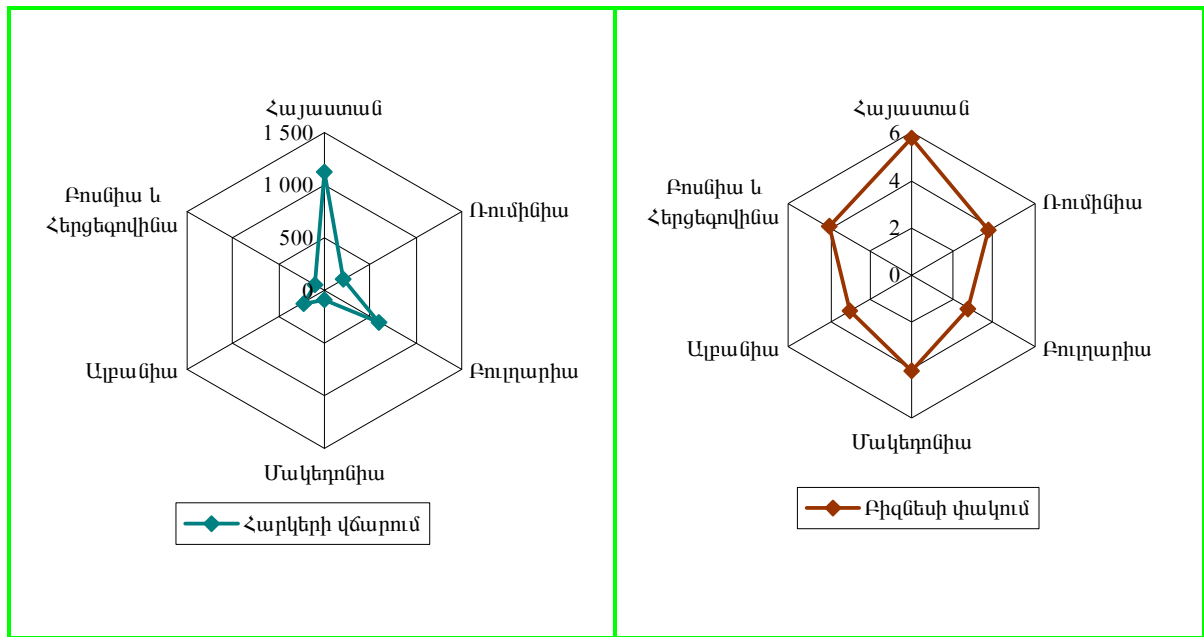 Հայաստան
1 500
1 000
500
0
Ռումինիա
Բուլղարիա
Մակեդոնիա
Ալբանիա
Բոսնիա և
Հերցեգովինա
Հարկերի վճարում
Հայաստան
6
4
2
0
Ռումինիա
Բուլղարիա
Մակեդոնիա
Ալբանիա
Բոսնիա և
Հերցեգովինա
Բիզնեսի փակում